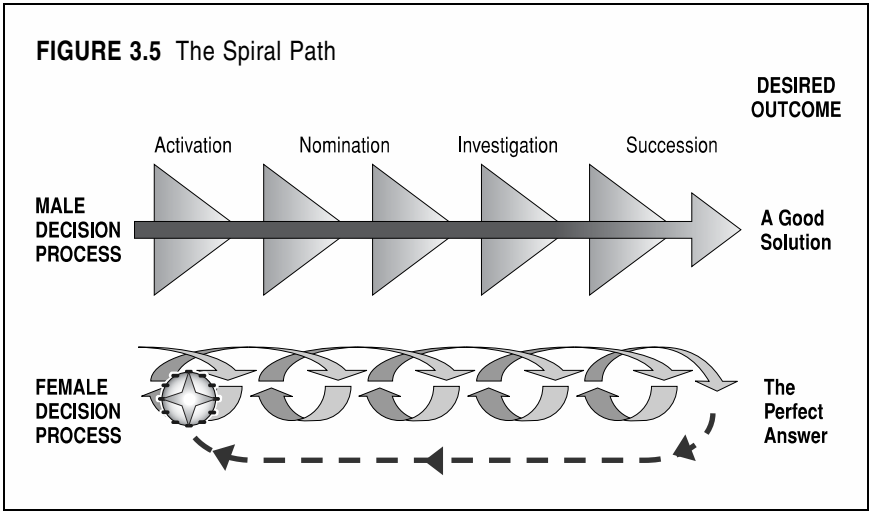 FIGURE 3.5 The Spiral Path
DESIRED
OUTCOME
Activation Nomination Investigation Succession
MALE
DECISION
PROCESS
A Good
Solution
FEMALE
DECISION
PROCESS
The
Perfect
Answer